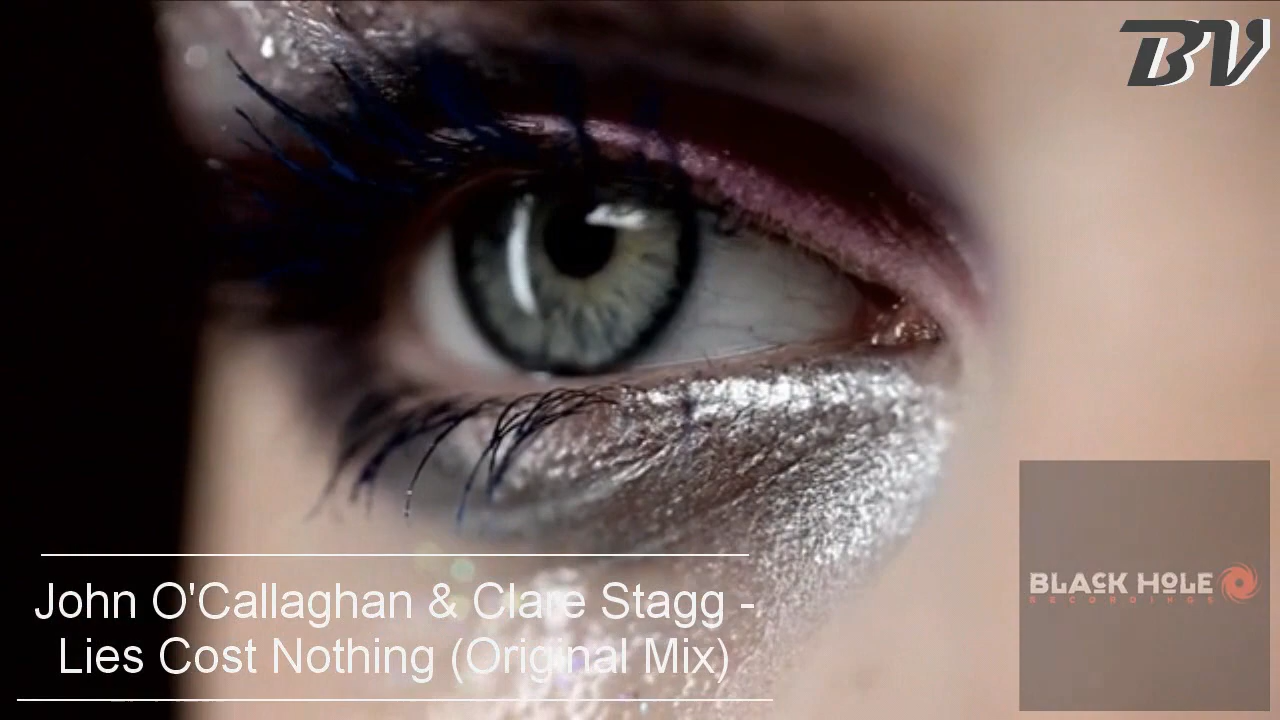 BV
John O'Callaghan & Clare Stagg -
Lies Cost Nothing (Original Mix)
BLACK HOLE
RECORDINGS